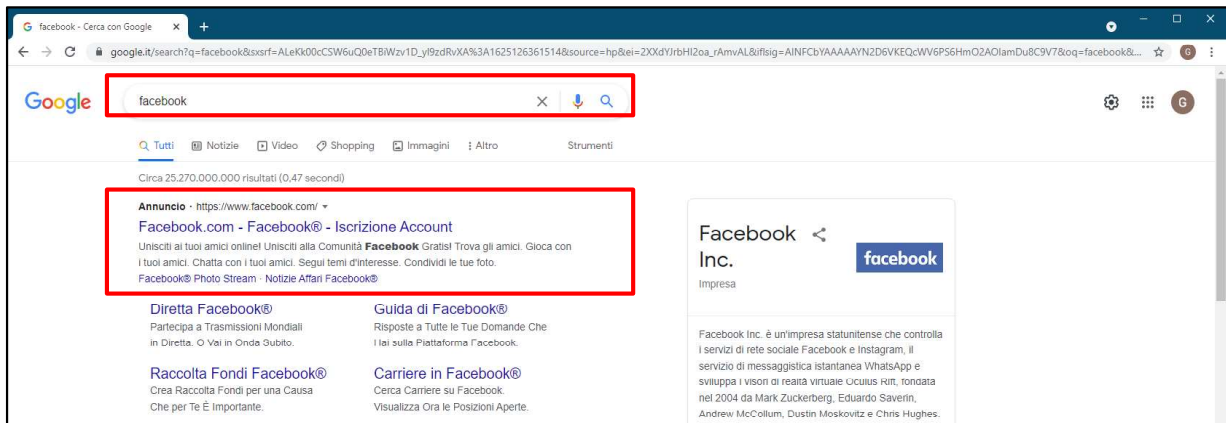 facebook - Cerca con Google
google.it/search?q=facebook&sxsrf=ALeKk00cCSW6uQ0eTBiWzv1D_yl9zdRvXA%3A1625126361514&source=hp&ei=2XXdYJrbHI2oa_rAmvAL&iflsig=AINFCbYAAAAAYN2D6VKEQcWV6PS6HmO2AOlamDu8C9V7&oq=facebook&...
G
Google
facebook
G
Tutti Notizie Video Shopping Immagini Altro Strumenti
Circa 25.270.000.000 risultati (0,47 secondi)
Annuncio · https://www.facebook.com/
Facebook.com - Facebook® - Iscrizione Account
Unisciti ai tuoi amici online! Unisciti alla Comunità Facebook Gratis! Trova gli amici. Gioca con
i tuoi amici. Chatta con i tuoi amici. Segui temi d'interesse. Condividi le tue foto.
Facebook® Photo Stream · Notizie Affari Facebook®
Diretta Facebook®
Partecipa a Trasmissioni Mondiali
in Diretta. O Vai in Onda Subito.
Guida di Facebook®
Risposte a Tutte le Tue Domande Che
Hai sulla Piattaforma Facebook.
Raccolta Fondi Facebook®
Crea Raccolta Fondi per una Causa
Che per Te È Importante.
Carriere in Facebook®
Cerca Carriere su Facebook.
Visualizza Ora le Posizioni Aperte.
Facebook
Inc.
Impresa
facebook
Facebook Inc. è un'impresa statunitense che controlla
i servizi di rete sociale Facebook e Instagram, il
servizio di messaggistica istantanea WhatsApp e
sviluppa i visori di realtà virtuale Oculus Rift, fondata
nel 2004 da Mark Zuckerberg, Eduardo Saverin,
Andrew McCollum, Dustin Moskovitz e Chris Hughes.